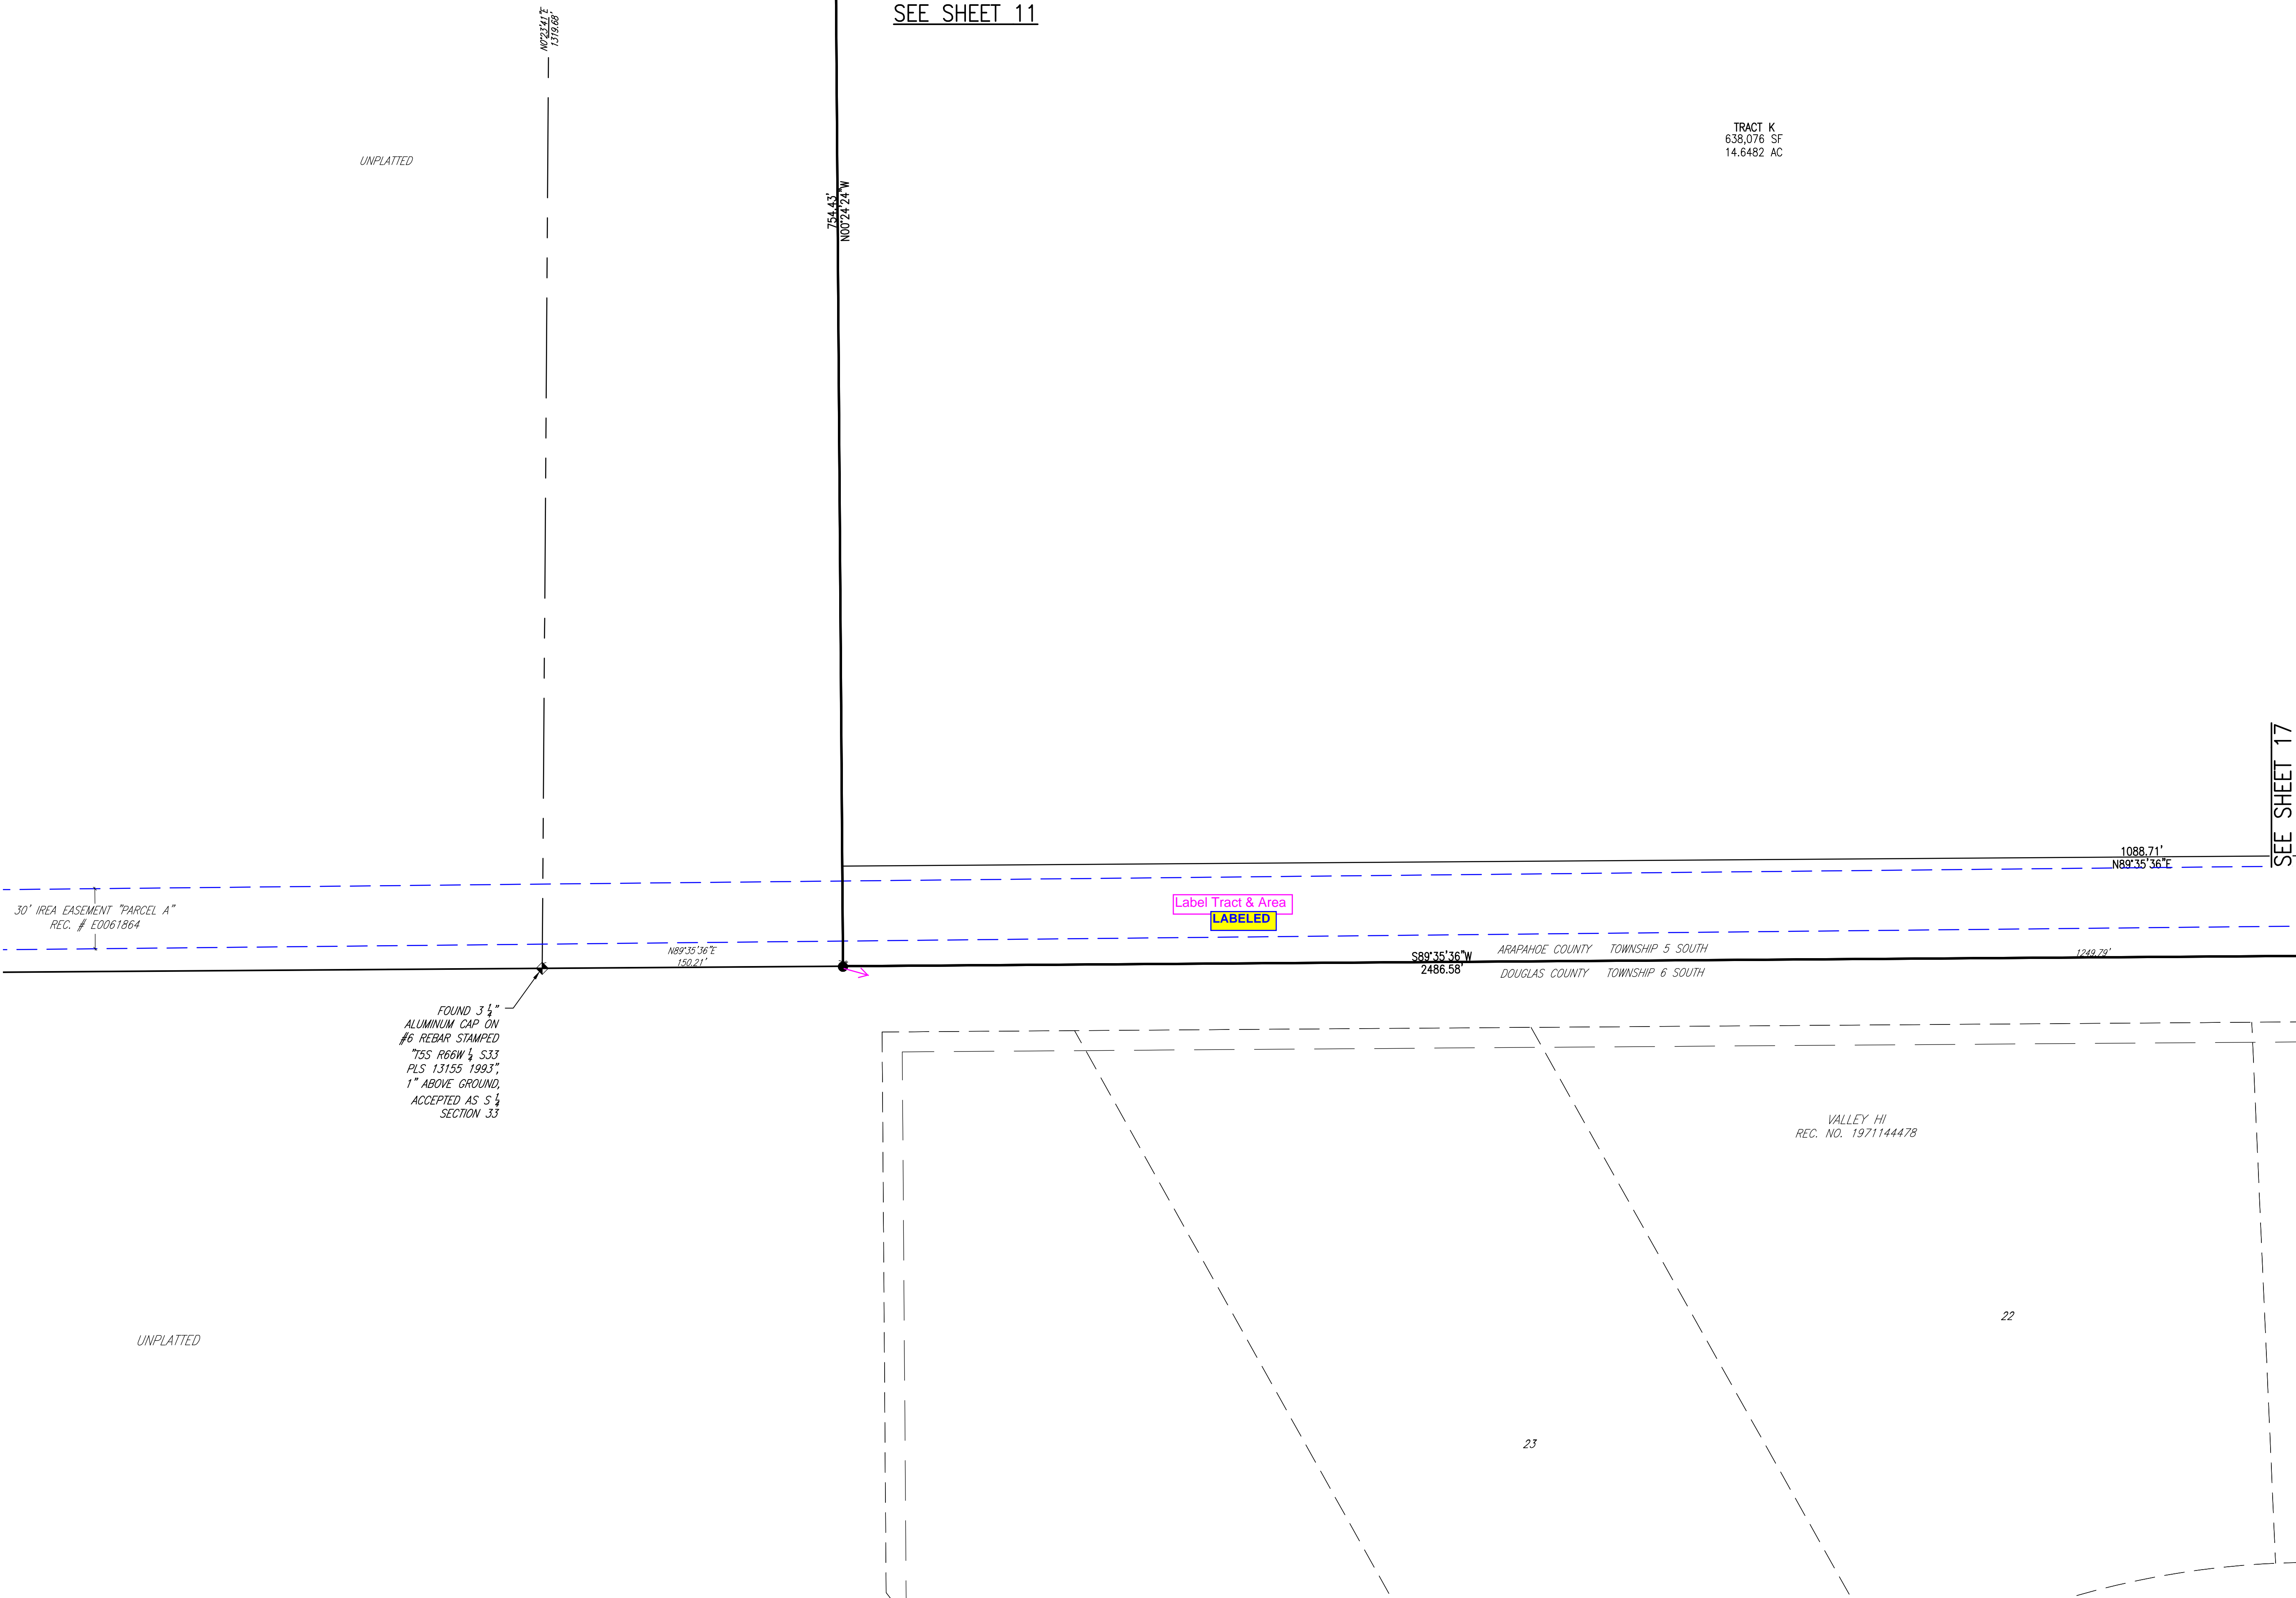 SEE SHEET 11
N0°23'41"E
1319.68'
UNPLATTED
TRACT K
638,076 SF
14.6482 AC
754.43'
N00°24'24"W
SEE SHEET 17
1088.71'
N89°35'36"E
30' IREA EASEMENT "PARCEL A"
REC. # E0061864
Label Tract & Area
LABELED
N89°35'36"E
150.21'
S89°35'36"W
2486.58'
ARAPAHOE COUNTY TOWNSHIP 5 SOUTH
DOUGLAS COUNTY TOWNSHIP 6 SOUTH
1249.79'
FOUND 3 1/4"
ALUMINUM CAP ON
#6 REBAR STAMPED
"T5S R66W 1/4 S33
PLS 13155 1993",
1" ABOVE GROUND,
ACCEPTED AS S 1/4
SECTION 33
VALLEY HI
REC. NO. 1971144478
22
UNPLATTED
23